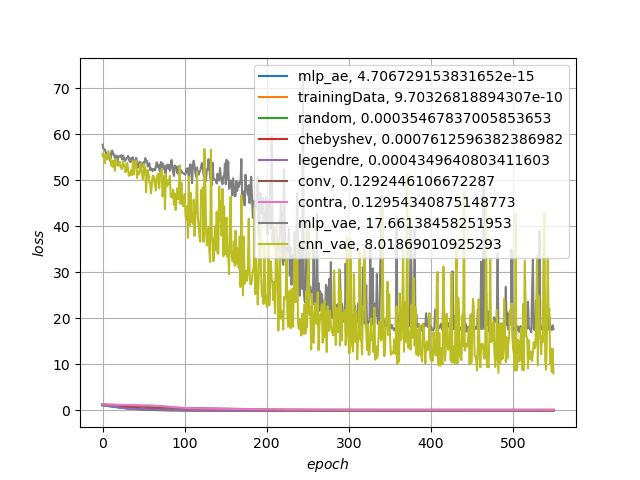 70
60
50
40
30
20
10
0
loss
mlp_ae, 4.706729153831652e-15
trainingData, 9.70326818894307e-10
random, 0.00035467837005853653
chebyshev, 0.0007612596382386982
legendre, 0.0004349640803411603
conv, 0.1292446106672287
contra, 0.12954340875148773
mlp_vae, 17.66138458251953
cnn_vae, 8.01869010925293
0 100 200 300 400 500
epoch